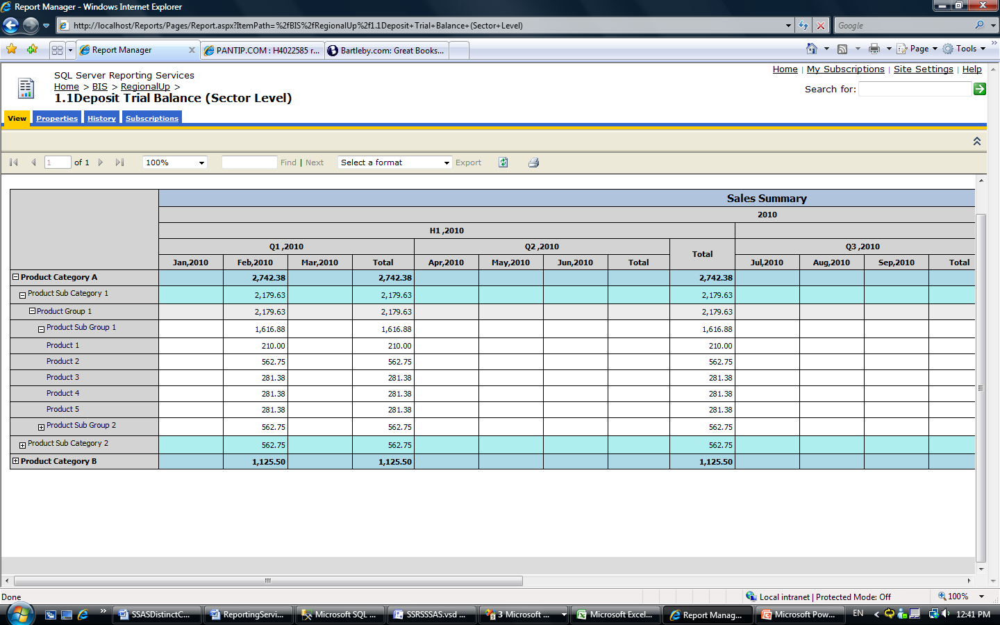 Report Manager - Windows Internet Explorer
http://localhost/Reports/Pages/Report.aspx?ItemPath=%2fBIS%2fRegionalUp%2f1.1Deposit+Trial+Balance+(Sector+Level)
Google
Report Manager
PANTIP.COM : H4022585 r...
Bartleby.com: Great Books...
Page
Tools
SQL Server Reporting Services
Home | My Subscriptions | Site Settings | Help
Home > BIS > RegionalUp >
1.1Deposit Trial Balance (Sector Level)
Search for:
View Properties History Subscriptions
1 of 1 100% Find | Next Select a format Export
Sales Summary
2010
H1 ,2010
Q1 ,2010 Q2 ,2010 Total Q3 ,2010
Jan,2010 Feb,2010 Mar,2010 Total Apr,2010 May,2010 Jun,2010 Total Jul,2010 Aug,2010 Sep,2010 Total
Product Category A 2,742.38 2,742.38 2,742.38
Product Sub Category 1 2,179.63 2,179.63 2,179.63
Product Group 1 2,179.63 2,179.63 2,179.63
Product Sub Group 1 1,616.88 1,616.88 1,616.88
Product 1 210.00 210.00 210.00
Product 2 562.75 562.75 562.75
Product 3 281.38 281.38 281.38
Product 4 281.38 281.38 281.38
Product 5 281.38 281.38 281.38
Product Sub Group 2 562.75 562.75 562.75
Product Sub Category 2 562.75 562.75 562.75
Product Category B 1,125.50 1,125.50 1,125.50
Done
Local intranet | Protected Mode: Off
100%
SSASDistinctC...
ReportingServi...
Microsoft SQL ...
SSRSSSAS.vsd ...
3 Microsoft ...
Microsoft Excel...
Report Manag...
Microsoft Pow...
EN
12:41 PM